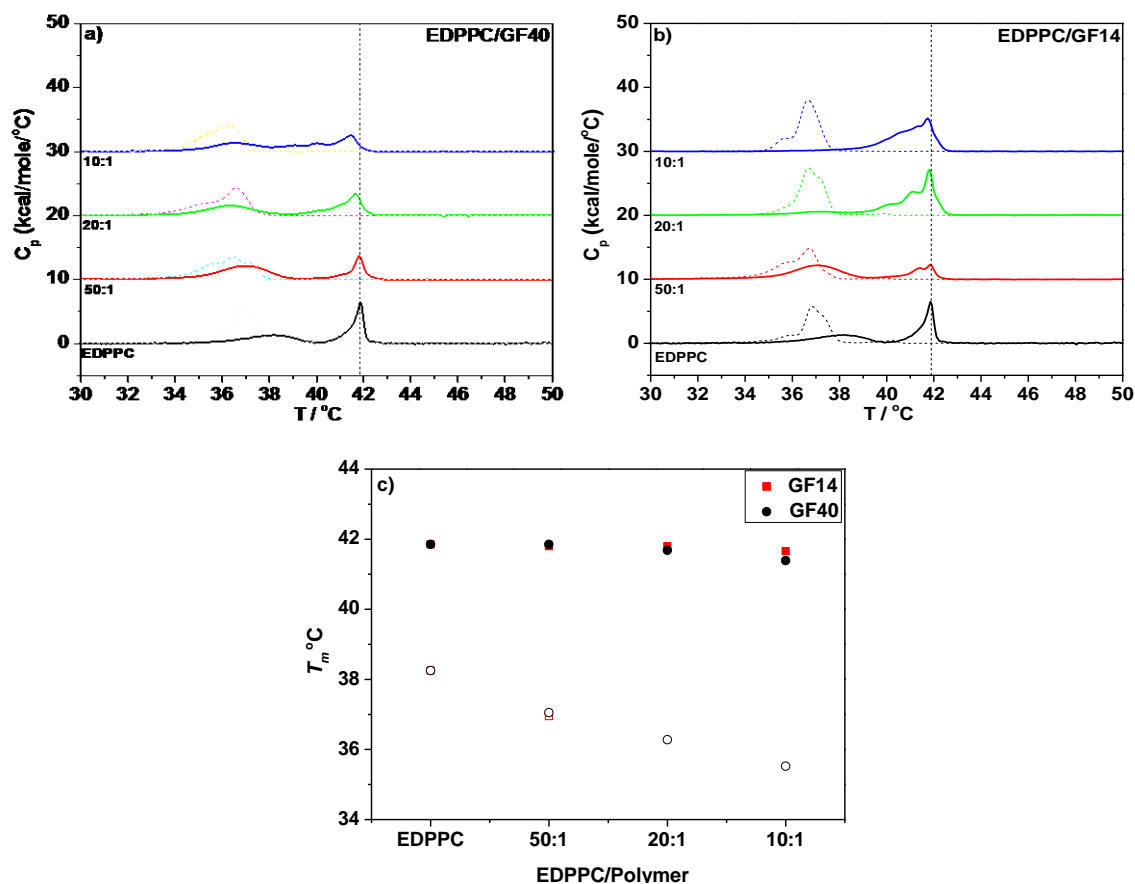 a)
EDPPC/GF40
50
40
30
20
10
0
10:1
20:1
50:1
EDPPC
Cp (kcal/mole/°C)
30 32 34 36 38 40 42 44 46 48 50
T / °C
b)
EDPPC/GF14
50
40
30
20
10
0
10:1
20:1
50:1
EDPPC
Cp (kcal/mole/°C)
30 32 34 36 38 40 42 44 46 48 50
T / °C
c)
GF14
GF40
44
42
40
38
36
34
Tm °C
EDPPC 50:1 20:1 10:1
EDPPC/Polymer